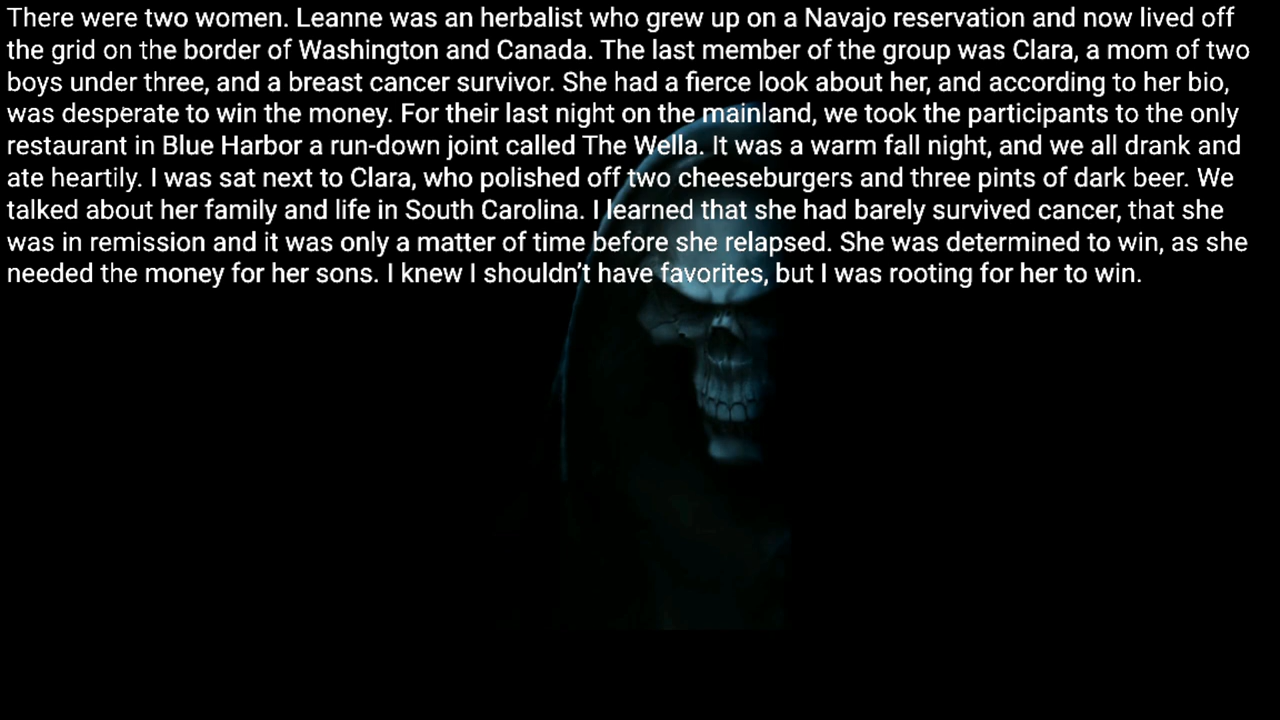 There were two women. Leanne was an herbalist who grew up on a Navajo reservation and now lived off
the grid on the border of Washington and Canada. The last member of the group was Clara, a mom of two
boys under three, and a breast cancer survivor. She had a fierce look about her, and according to her bio,
was desperate to win the money. For their last night on the mainland, we took the participants to the only
restaurant in Blue Harbor a run-down joint called The Wella. It was a warm fall night, and we all drank and
ate heartily. I was sat next to Clara, who polished off two cheeseburgers and three pints of dark beer. We
talked about her family and life in South Carolina. I learned that she had barely survived cancer, that she
was in remission and it was only a matter of time before she relapsed. She was determined to win, as she
needed the money for her sons. I knew I shouldn’t have favorites, but I was rooting for her to win.